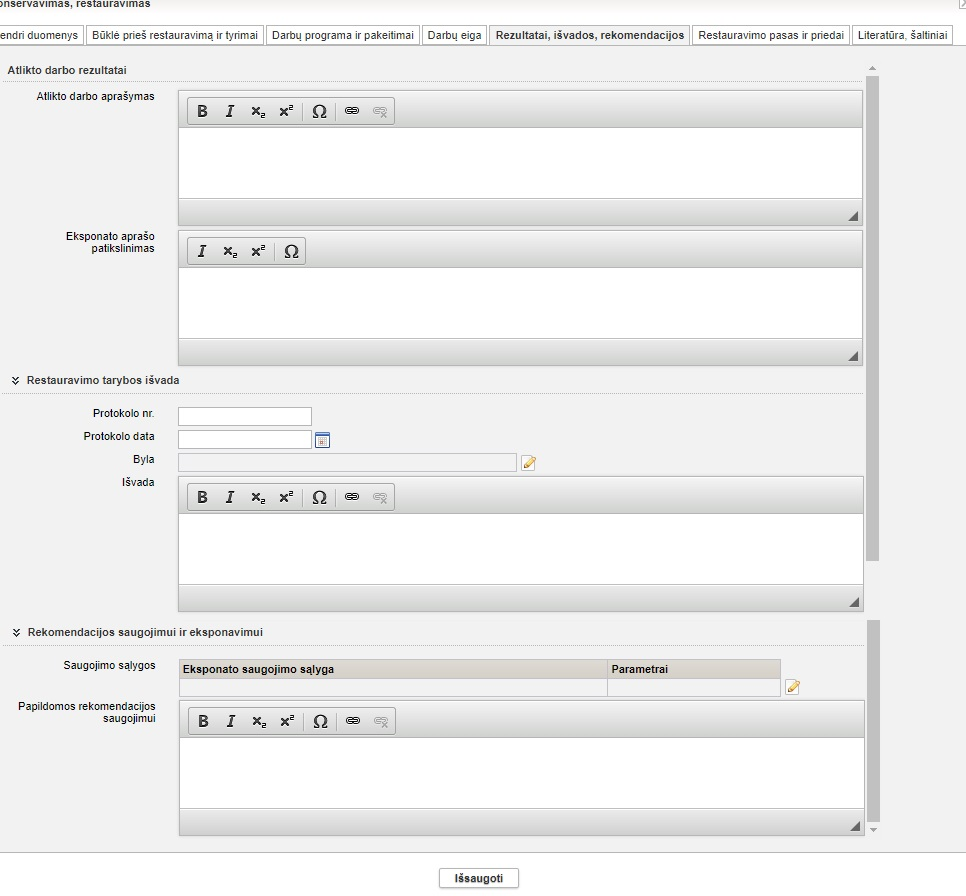 onservavimas, restauravimas
endri duomenys Būklė prieš restauravimą ir tyrimai Darbų programa ir pakeitimai Darbų eiga Rezultatai, išvados, rekomendacijos Restauravimo pasas ir priedai Literatūra, šaltiniai
Atlikto darbo rezultatai
Atlikto darbo aprašymas
B I x₂ x² Ω
Eksponato aprašo
patikslinimas
I x₂ x² Ω
Restauravimo tarybos išvada
Protokolo nr.
Protokolo data
Byla
Išvada
B I x₂ x² Ω
Rekomendacijos saugojimui ir eksponavimui
Saugojimo sąlygos
Eksponato saugojimo sąlyga Parametrai
Papildomos rekomendacijos
saugojimui
B I x₂ x² Ω
Išsaugoti